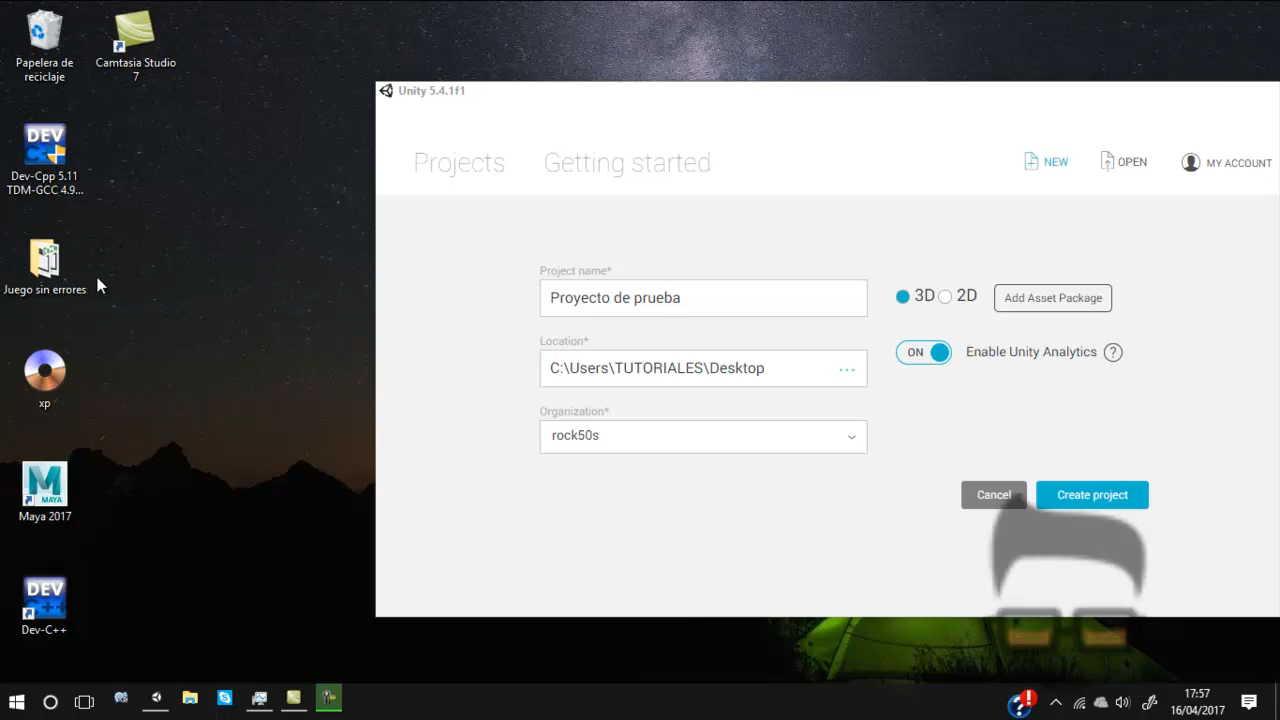 Papelera de
reciclaje
Camtasia Studio
7
DEV
Dev-Cpp 5.11
TDM-GCC 4.9...
Juego sin errores
xp
MAYA
Maya 2017
DEV
Dev-C++
Unity 5.4.1f1
Projects
Getting started
NEW
OPEN
MY ACCOUNT
Project name*
Proyecto de prueba
3D
2D
Add Asset Package
Location*
C:\Users\TUTORIALES\Desktop
...
ON
Enable Unity Analytics
?
Organization*
rock50s
Cancel
Create project
17:57
16/04/2017